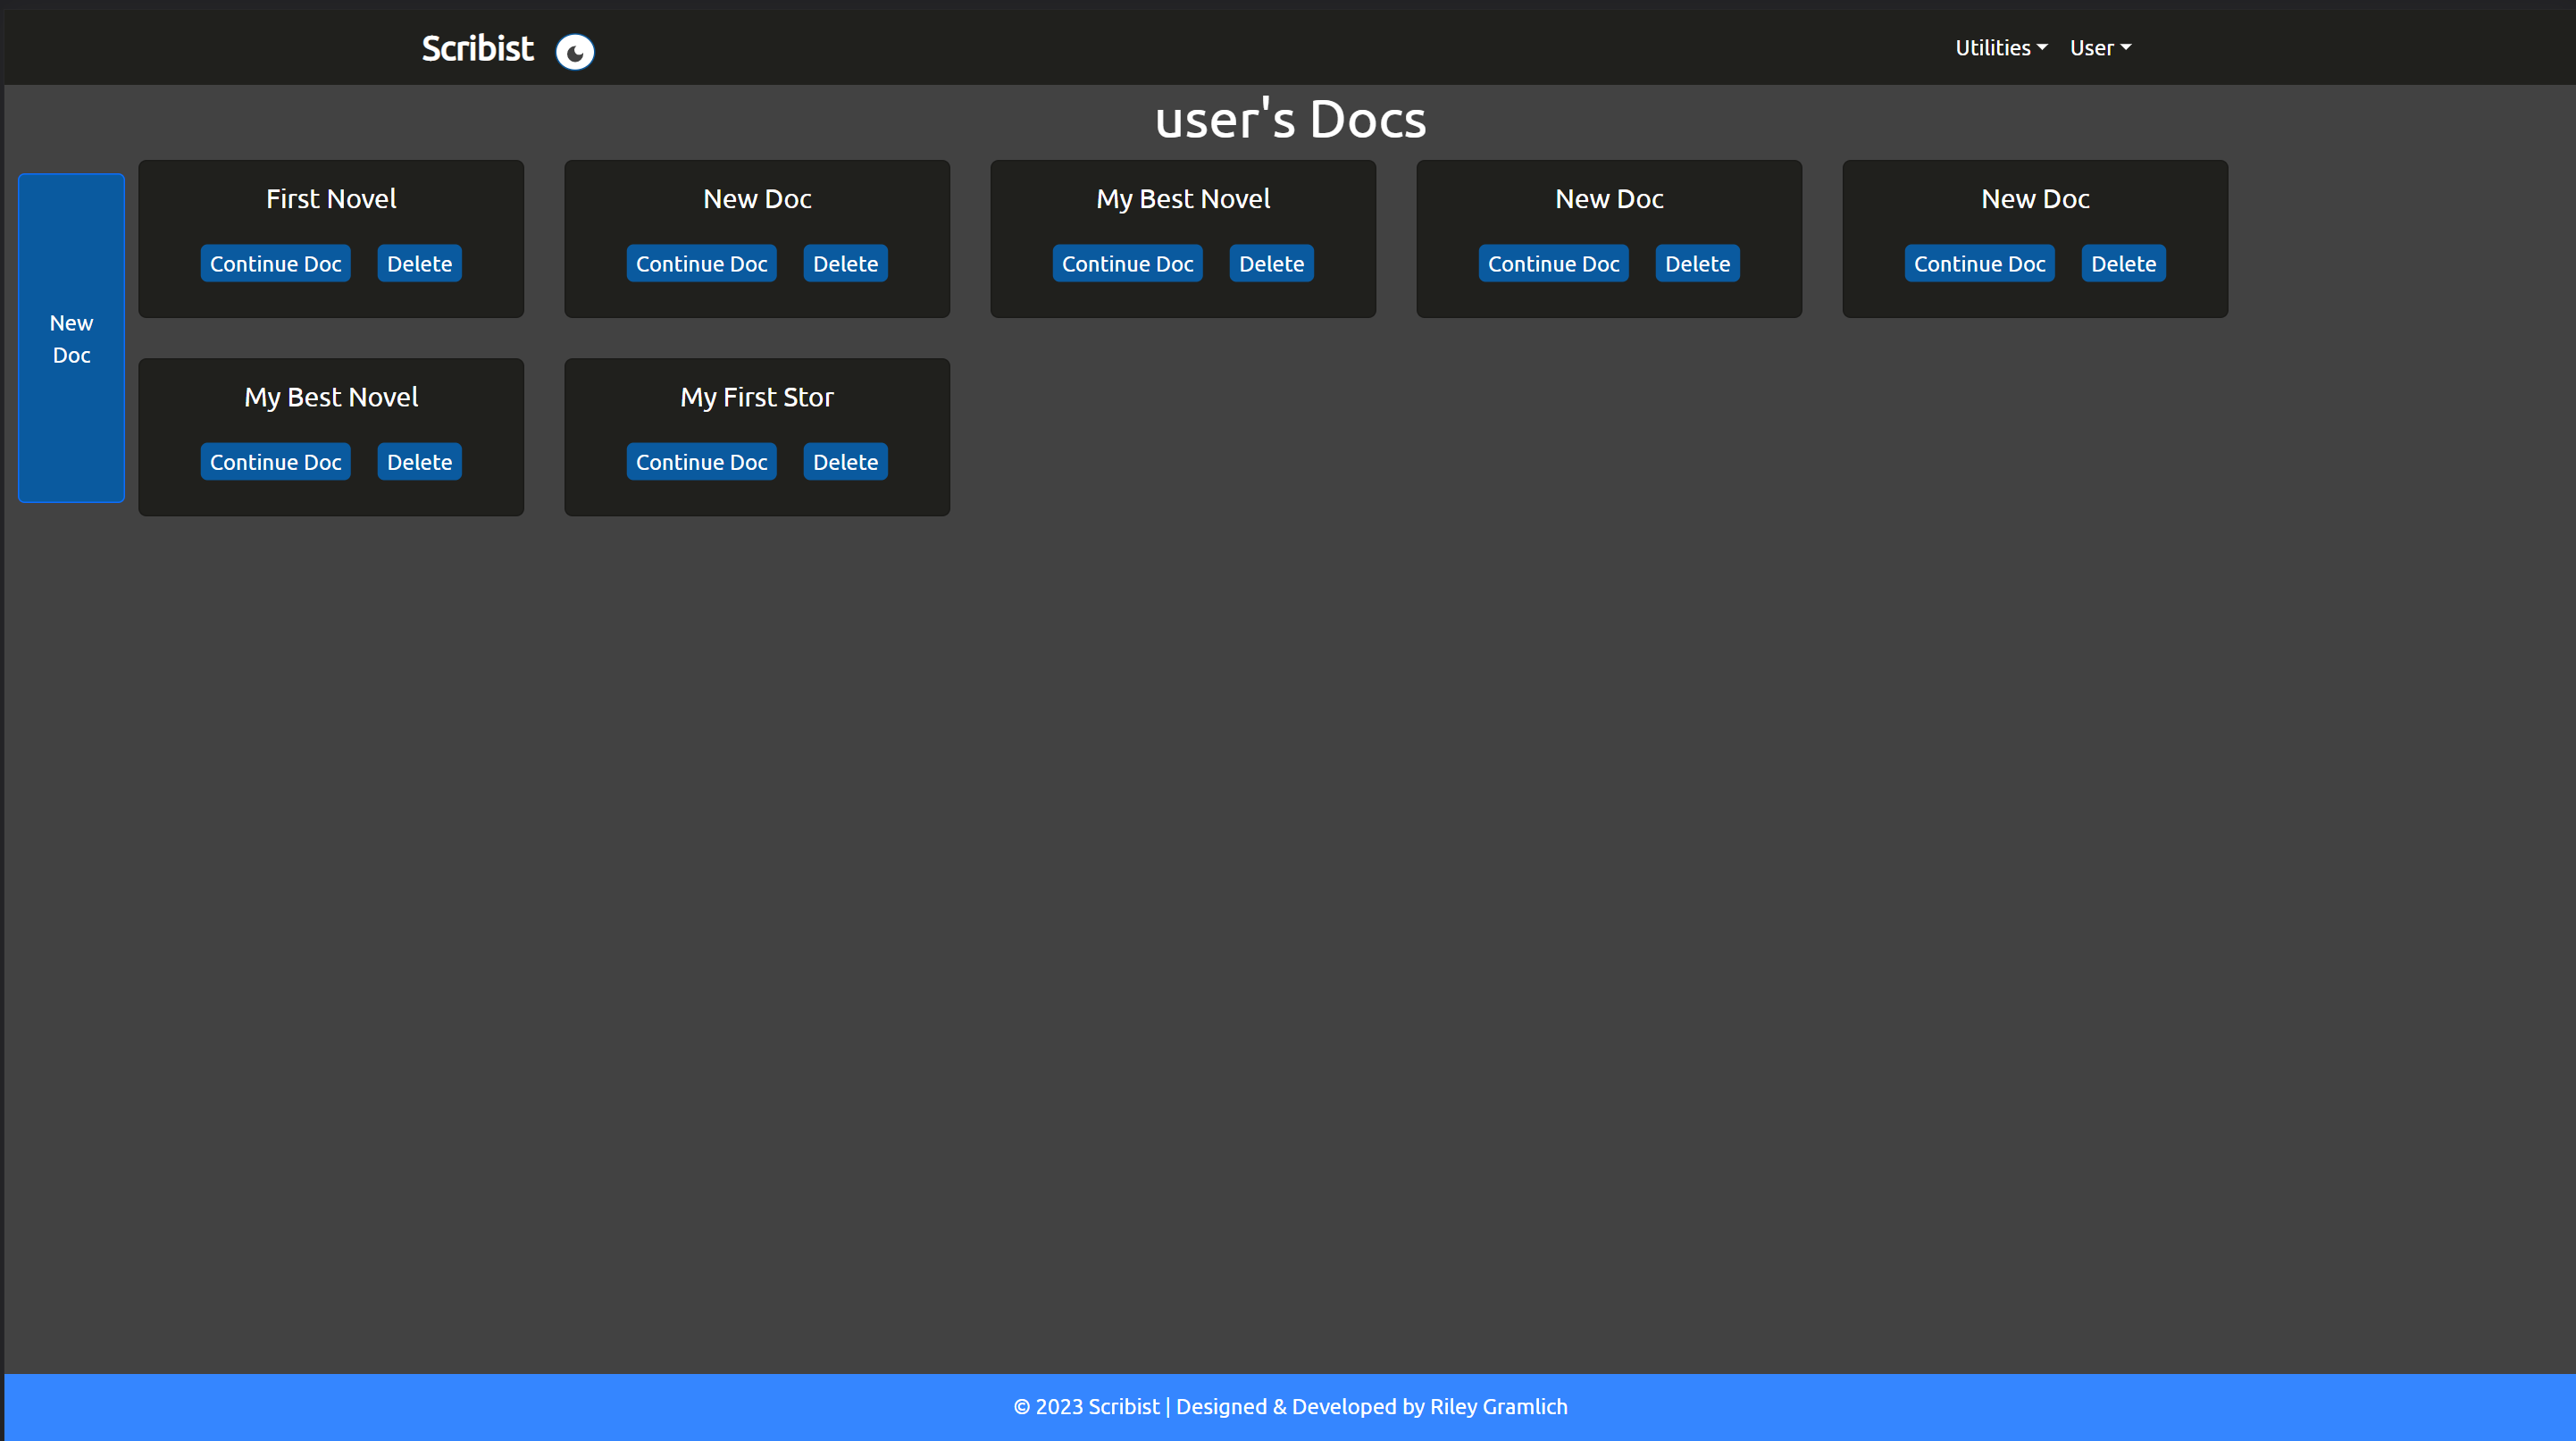 Scribist
Utilities
User
user's Docs
New
Doc
First Novel
Continue Doc
Delete
New Doc
Continue Doc
Delete
My Best Novel
Continue Doc
Delete
New Doc
Continue Doc
Delete
New Doc
Continue Doc
Delete
My Best Novel
Continue Doc
Delete
My First Stor
Continue Doc
Delete
© 2023 Scribist | Designed & Developed by Riley Gramlich